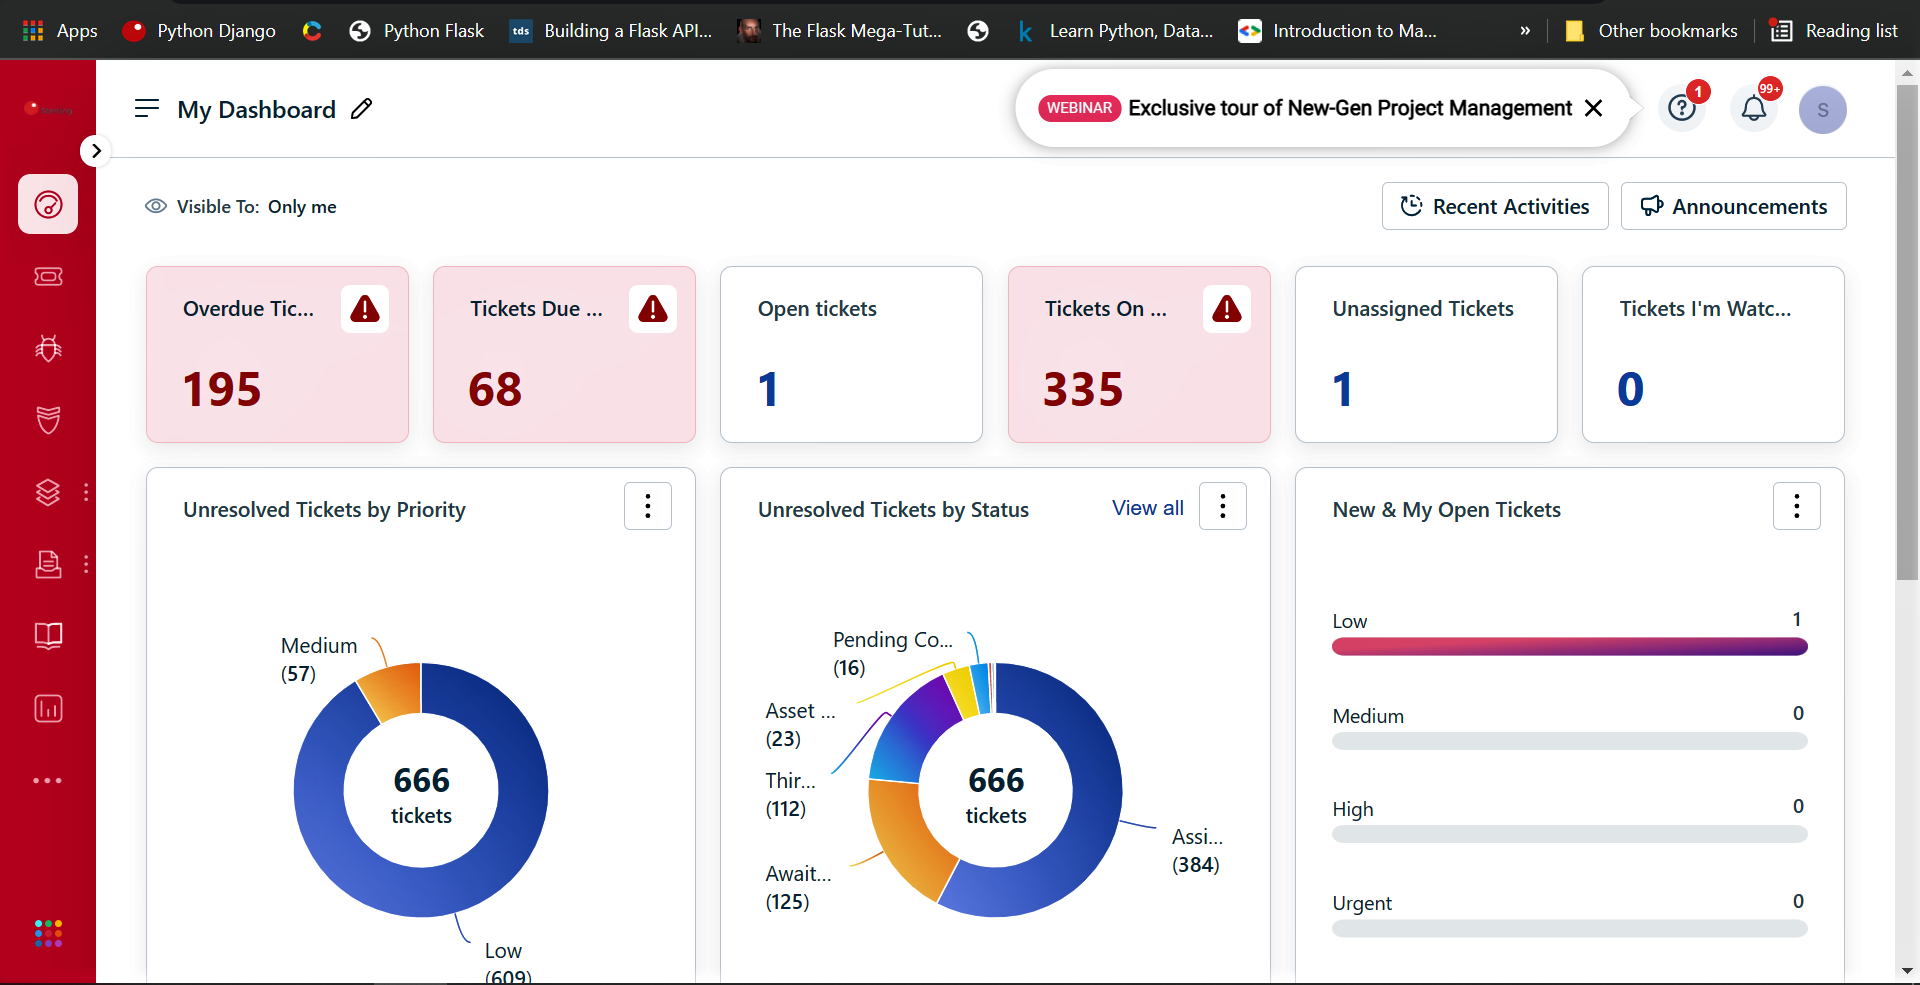 Apps
Python Django
Python Flask
tds
Building a Flask API...
The Flask Mega-Tut...
k
Learn Python, Data...
Introduction to Ma...
»
Other bookmarks
Reading list
My Dashboard
WEBINAR Exclusive tour of New-Gen Project Management
1
99+
S
Visible To: Only me
Recent Activities
Announcements
Overdue Tic...
195
Tickets Due ...
68
Open tickets
1
Tickets On ...
335
Unassigned Tickets
1
Tickets I'm Watc...
0
Unresolved Tickets by Priority
Medium
(57)
666
tickets
Low
(609)
Unresolved Tickets by Status
View all
Pending Co...
(16)
Asset ...
(23)
Thir...
(112)
Await...
(125)
666
tickets
Assi...
(384)
New & My Open Tickets
Low 1
Medium 0
High 0
Urgent 0